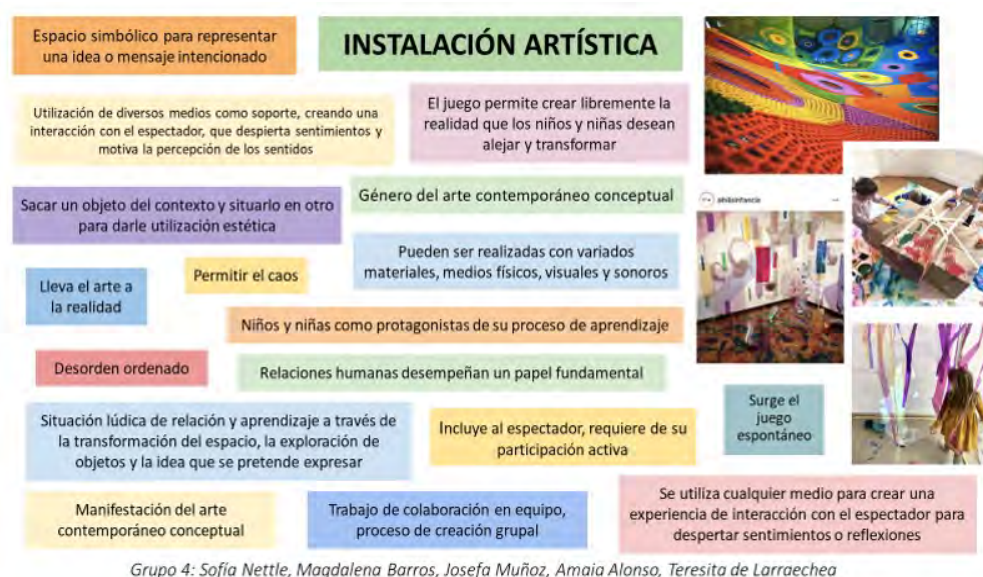 INSTALACIÓN ARTÍSTICA
Espacio simbólico para representar
una idea o mensaje intencionado
Utilización de diversos medios como soporte, creando una
interacción con el espectador, que despierta sentimientos y
motiva la percepción de los sentidos
El juego permite crear libremente la
realidad que los niños y niñas desean
alejar y transformar
Sacar un objeto del contexto y situarlo en otro
para darle utilización estética
Género del arte contemporáneo conceptual
Pueden ser realizadas con variados
materiales, medios físicos, visuales y sonoros
Lleva el arte a
la realidad
Permitir el caos
Niños y niñas como protagonistas de su proceso de aprendizaje
Desorden ordenado
Relaciones humanas desempeñan un papel fundamental
Situación lúdica de relación y aprendizaje a través de
la transformación del espacio, la exploración de
objetos y la idea que se pretende expresar
Incluye al espectador, requiere de su
participación activa
Surge el
juego
espontáneo
Manifestación del arte
contemporáneo conceptual
Trabajo de colaboración en equipo,
proceso de creación grupal
Se utiliza cualquier medio para crear una
experiencia de interacción con el espectador para
despertar sentimientos o reflexiones
Grupo 4: Sofía Nettle, Magdalena Barros, Josefa Muñoz, Amaia Alonso, Teresita de Larraechea